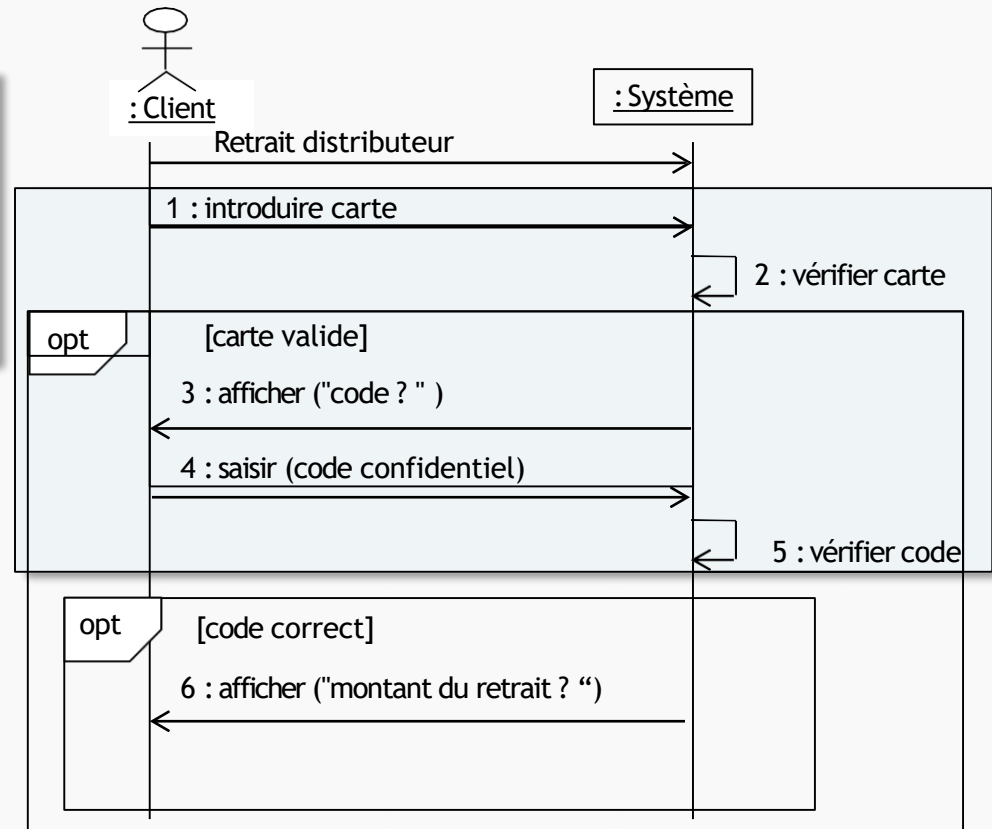 : Client
: Système
Retrait distributeur
1 : introduire carte
2 : vérifier carte
opt
[carte valide]
3 : afficher ("code ? " )
4 : saisir (code confidentiel)
5 : vérifier code
opt
[code correct]
6 : afficher ("montant du retrait ? “)